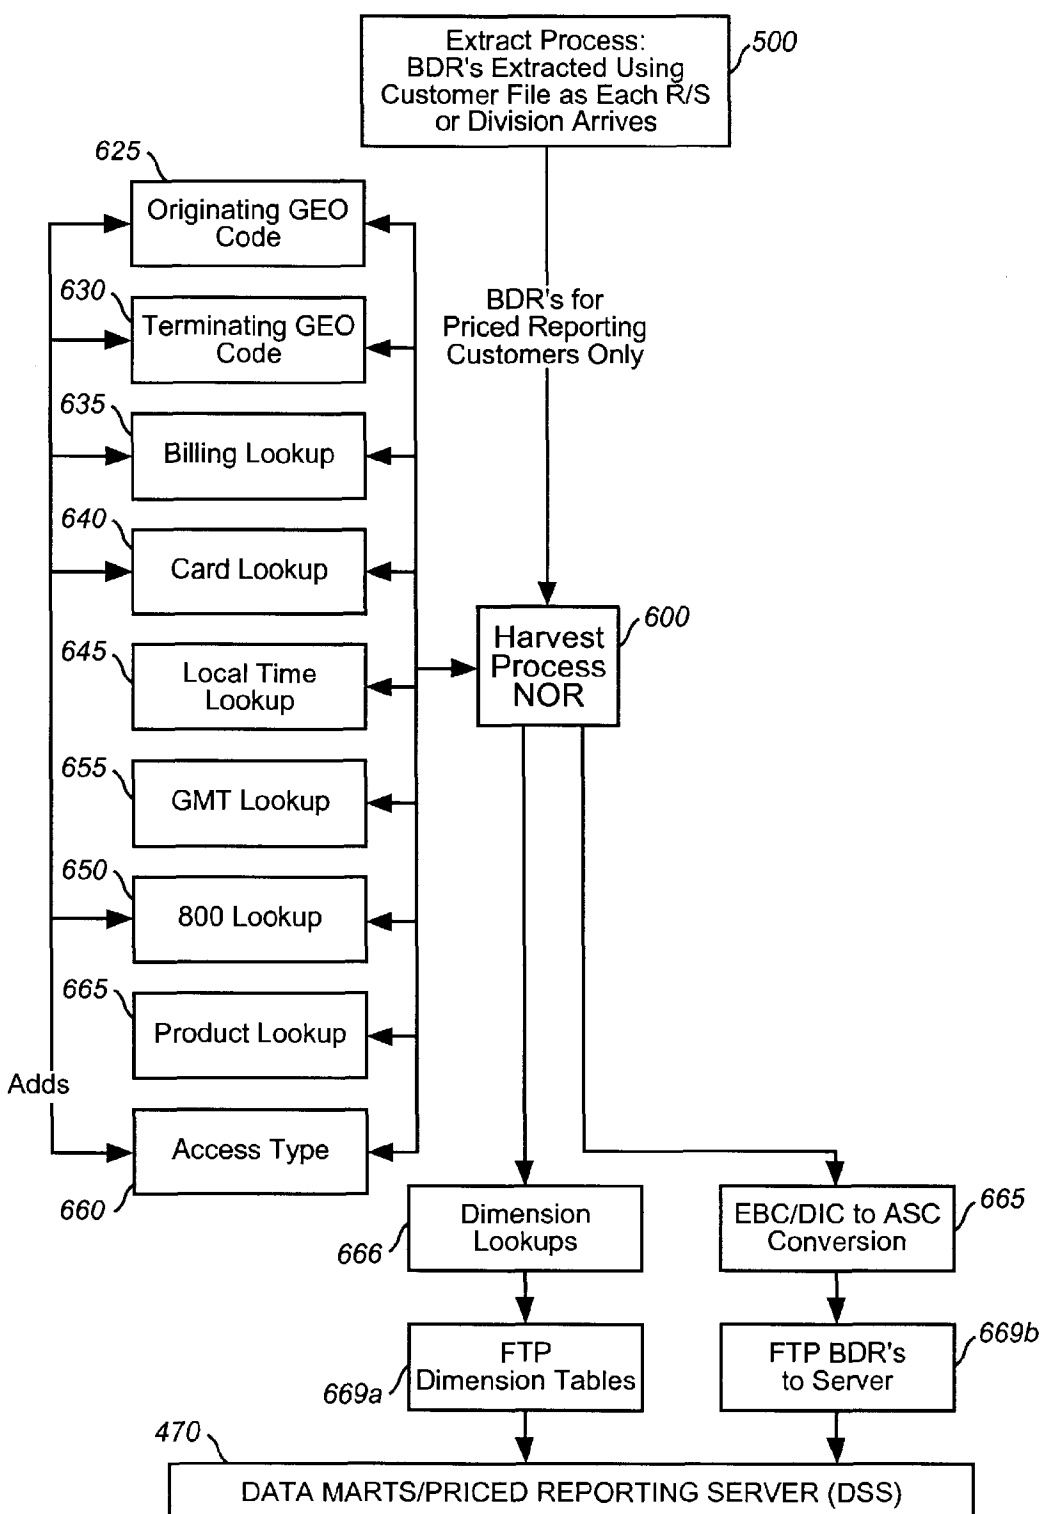 Extract Process:
BDR's Extracted Using
Customer File as Each R/S
or Division Arrives
500
625
Originating GEO
Code
630
Terminating GEO
Code
BDR's for
Priced Reporting
Customers Only
635
Billing Lookup
640
Card Lookup
600
Harvest
Process
NOR
645
Local Time
Lookup
655
GMT Lookup
650
800 Lookup
665
Product Lookup
Adds
Access Type
660
Dimension
Lookups
666
EBC/DIC to ASC
Conversion
665
FTP
Dimension Tables
669a
FTP BDR's
to Server
669b
470
DATA MARTS/PRICED REPORTING SERVER (DSS)